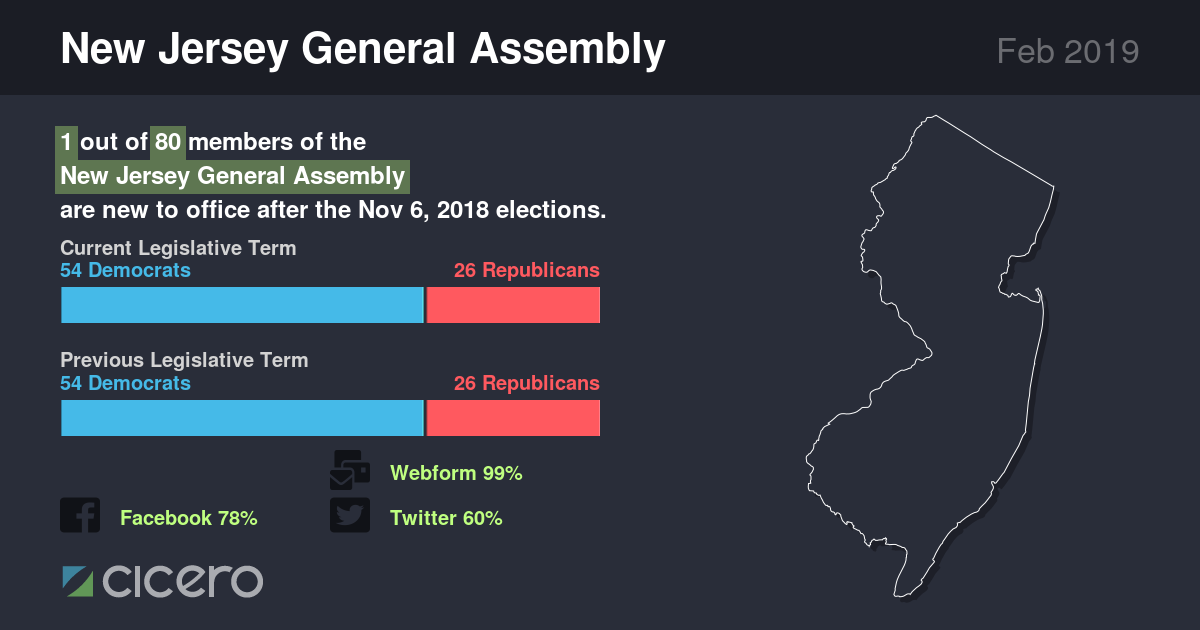 New Jersey General Assembly
Feb 2019
1 out of 80 members of the
New Jersey General Assembly
are new to office after the Nov 6, 2018 elections.
Current Legislative Term
54 Democrats
26 Republicans
Previous Legislative Term
54 Democrats
26 Republicans
Webform 99%
Facebook 78%
Twitter 60%
cicero